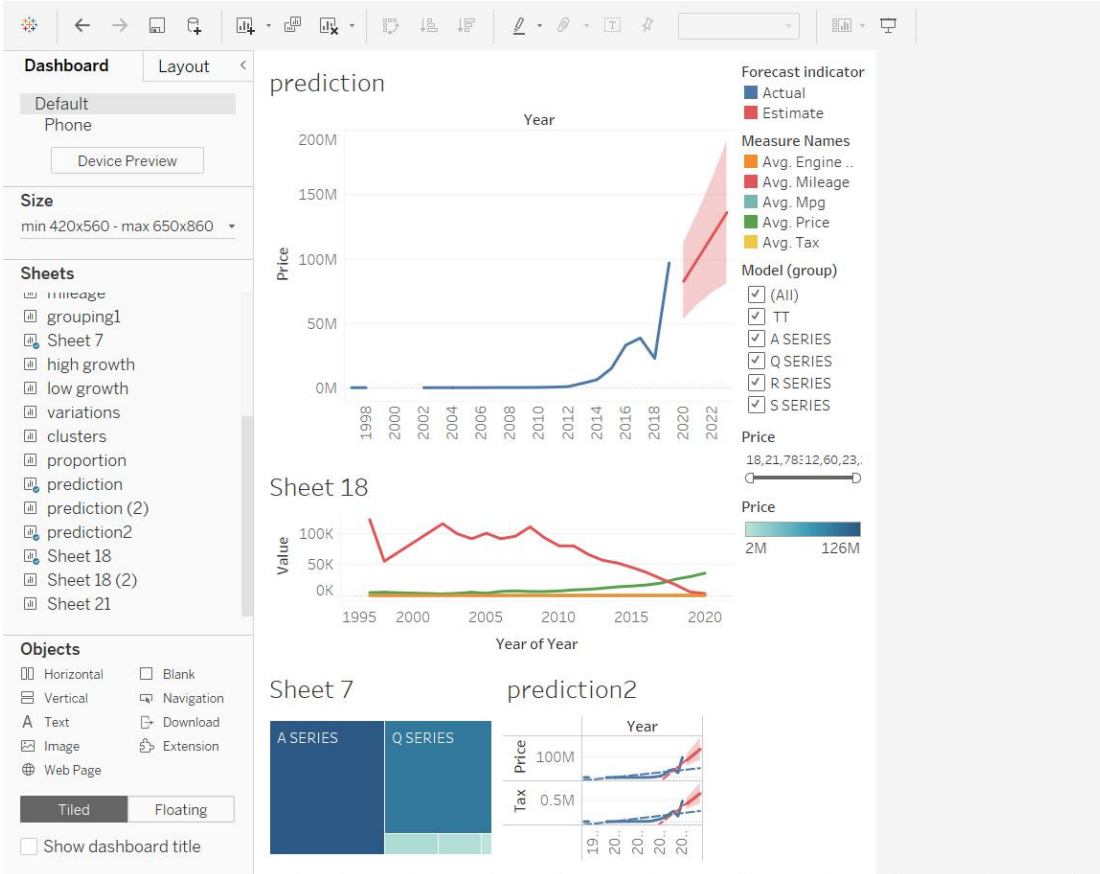 Dashboard
Layout
Default
Phone
Device Preview
Size
min 420x560 - max 650x860
Sheets
mileage
grouping1
Sheet 7
high growth
low growth
variations
clusters
proportion
prediction
prediction (2)
prediction2
Sheet 18
Sheet 18 (2)
Sheet 21
Objects
Horizontal
Blank
Vertical
Navigation
A Text
Download
Image
Extension
Web Page
Tiled
Floating
Show dashboard title
prediction
Year
200M
150M
100M
50M
0M
Price
1998 2000 2002 2004 2006 2008 2010 2012 2014 2016 2018 2020 2022
Sheet 18
Value
100K
50K
0K
1995 2000 2005 2010 2015 2020
Year of Year
Sheet 7
A SERIES
Q SERIES
prediction2
Year
Price
100M
Tax
0.5M
19.. 20.. 20.. 20.. 20..
Forecast indicator
Actual
Estimate
Measure Names
Avg. Engine ..
Avg. Mileage
Avg. Mpg
Avg. Price
Avg. Tax
Model (group)
(All)
TT
A SERIES
Q SERIES
R SERIES
S SERIES
Price
Price
2M 126M